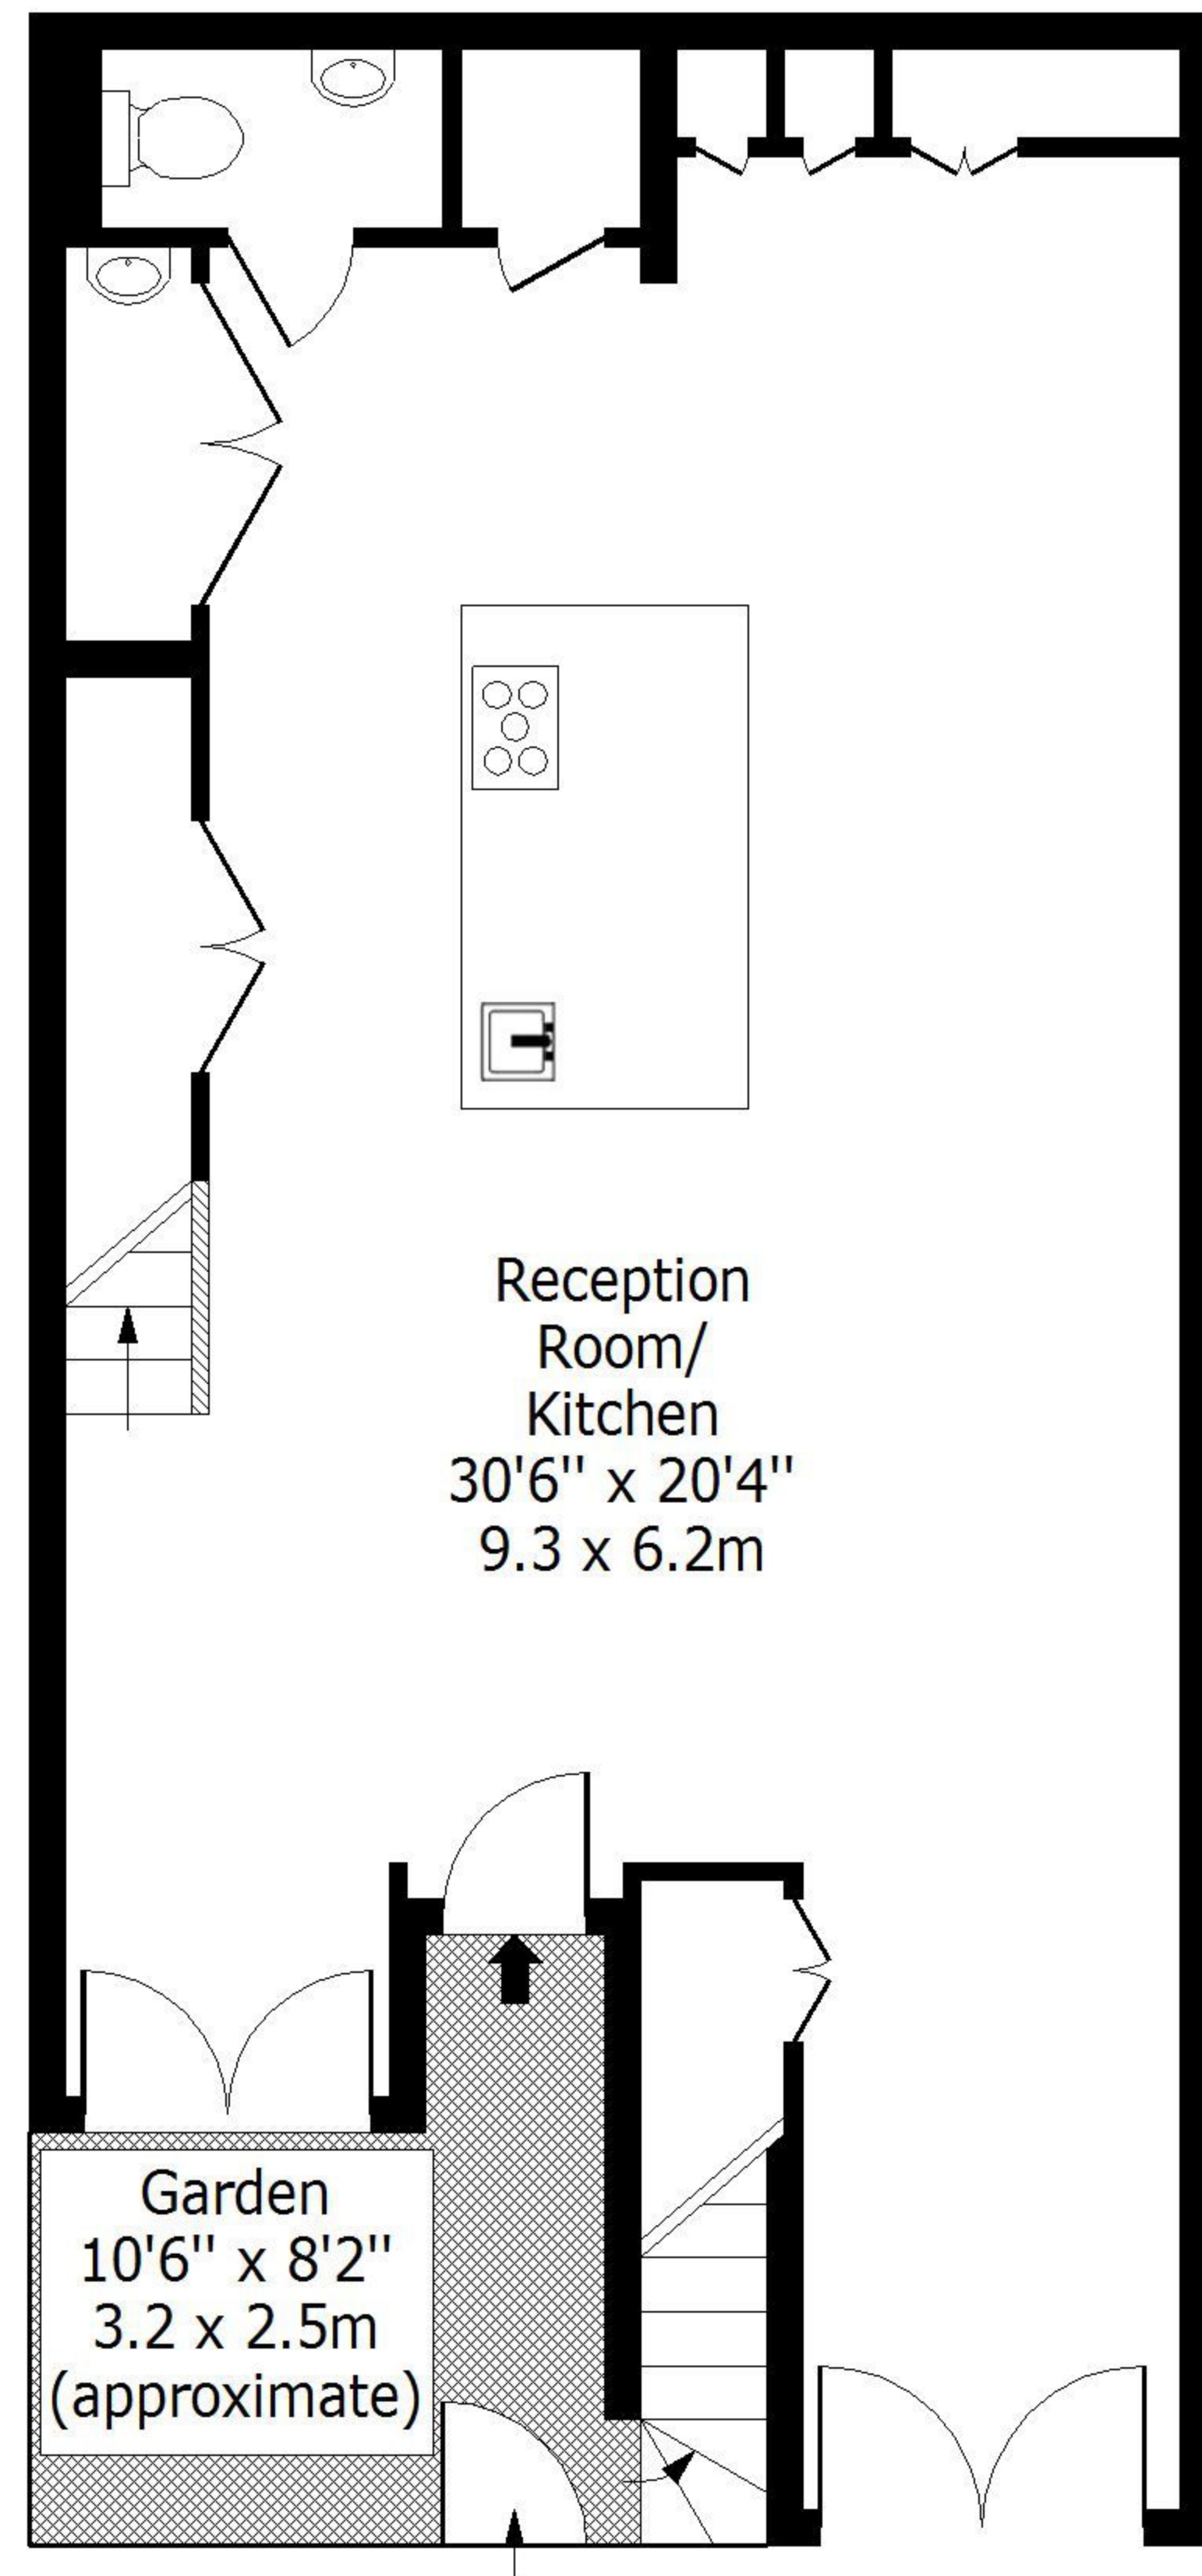 Reception
Room/
Kitchen
30'6'' x 20'4''
9.3 x 6.2m
Garden
10'6'' x 8'2''
3.2 x 2.5m
(approximate)